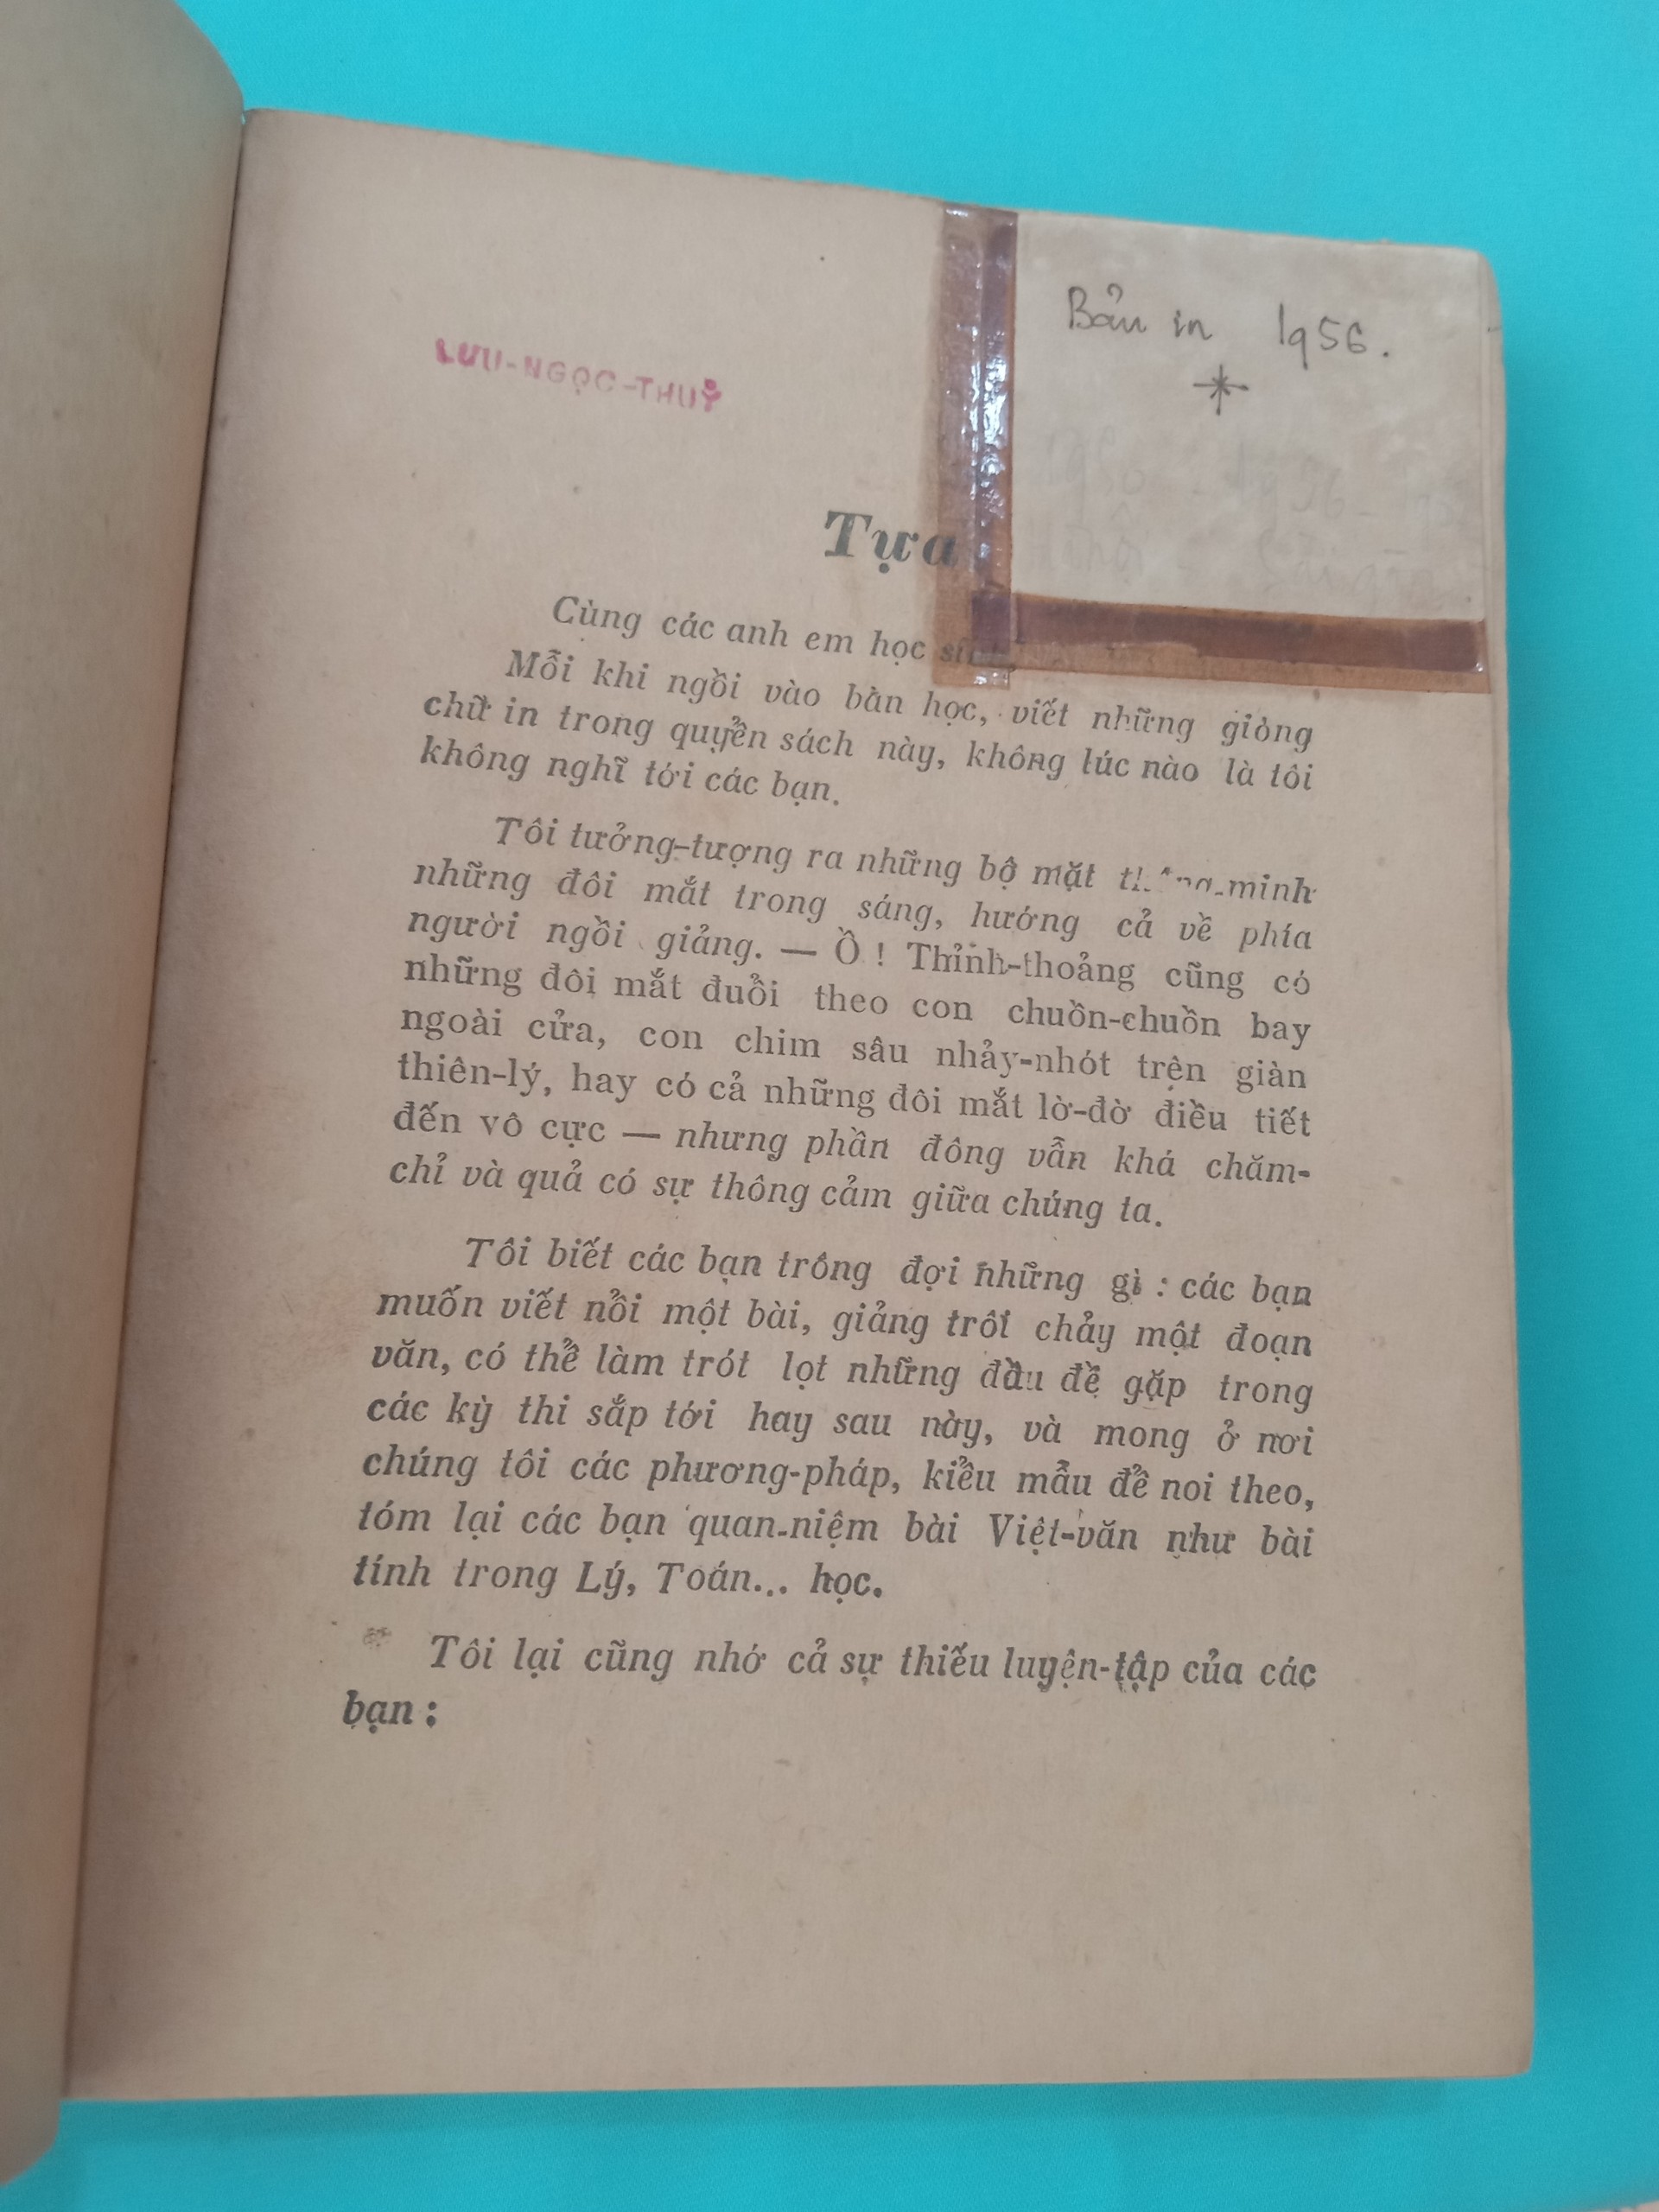 LƯU-NGỌC-THUỶ
Bản in 1956.
Tựa
Cùng các anh em học sinh
Mỗi khi ngồi vào bàn học, viết những giòng
chữ in trong quyển sách này, không lúc nào là tôi
không nghĩ tới các bạn.
Tôi tưởng-tượng ra những bộ mặt thông-minh
những đôi mắt trong sáng, hướng cả về phía
người ngồi giảng. — Ồ ! Thỉnh-thoảng cũng có
những đôi mắt đuổi theo con chuồn-chuồn bay
ngoài cửa, con chim sâu nhảy-nhót trên giàn
thiên-lý, hay có cả những đôi mắt lờ-đờ điều tiết
đến vô cực — nhưng phần đông vẫn khá chăm-
chỉ và quả có sự thông cảm giữa chúng ta.
Tôi biết các bạn trông đợi những gì : các bạn
muốn viết nổi một bài, giảng trôi chảy một đoạn
văn, có thể làm trót lọt những đầu đề gặp trong
các kỳ thi sắp tới hay sau này, và mong ở nơi
chúng tôi các phương-pháp, kiểu mẫu để noi theo,
tóm lại các bạn quan-niệm bài Việt-văn như bài
tính trong Lý, Toán... học.
Tôi lại cũng nhớ cả sự thiếu luyện-tập của các
bạn :